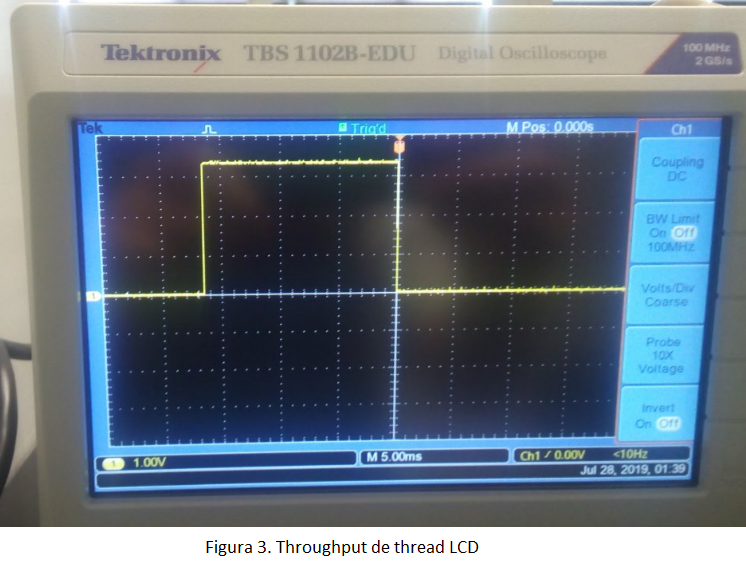 Tektronix TBS 1102B-EDU Digital Oscilloscope
100 MHz
2 GS/s
Tek
Trig'd
M Pos: 0.000s
Ch1
Coupling
DC
BW Limit
On Off
100MHz
Volts/Div
Coarse
Probe
10X
Voltage
Invert
On Off
1
1 1.00V
M 5.00ms
Ch1 / 0.00V
<10Hz
Jul 28, 2019, 01:39
Figura 3. Throughput de thread LCD